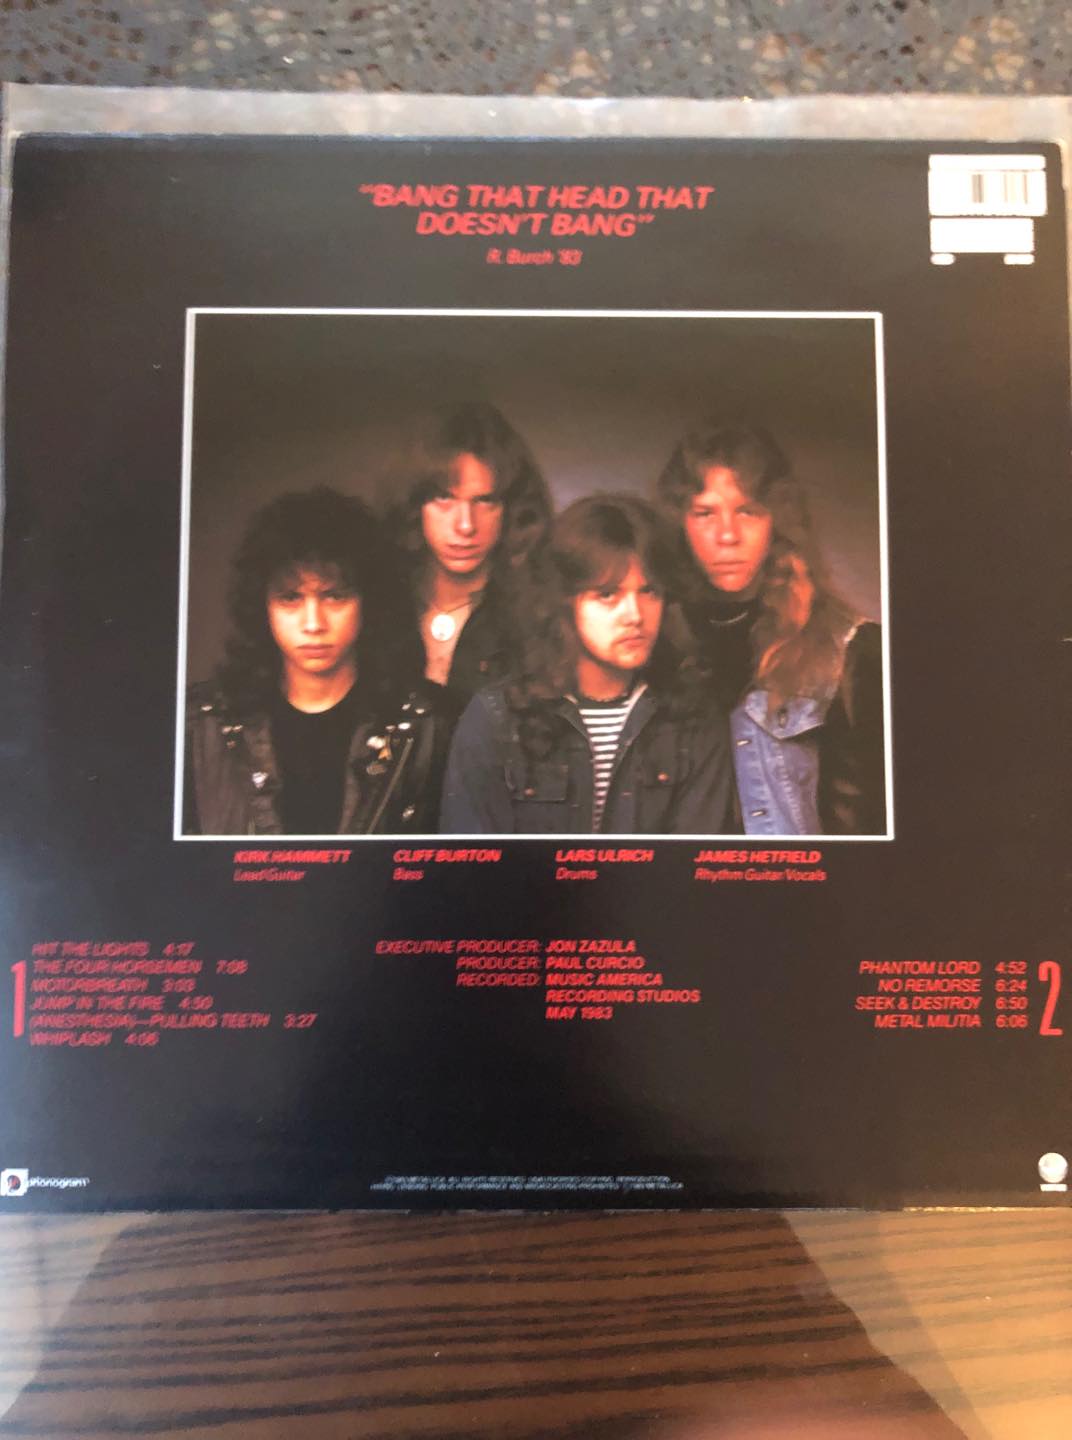 "BANG THAT HEAD THAT
DOESN'T BANG"
R. Burch '83
KIRK HAMMETT
Lead Guitar
CLIFF BURTON
Bass
LARS ULRICH
Drums
JAMES HETFIELD
Rhythm Guitar/Vocals
1
HIT THE LIGHTS 4:17
THE FOUR HORSEMEN 7:08
MOTORBREATH 3:03
JUMP IN THE FIRE 4:50
(ANESTHESIA)—PULLING TEETH 3:27
WHIPLASH 4:06
EXECUTIVE PRODUCER: JON ZAZULA
PRODUCER: PAUL CURCIO
RECORDED: MUSIC AMERICA
RECORDING STUDIOS
MAY 1983
2
PHANTOM LORD 4:52
NO REMORSE 6:24
SEEK & DESTROY 6:50
METAL MILITIA 6:06
phonogram